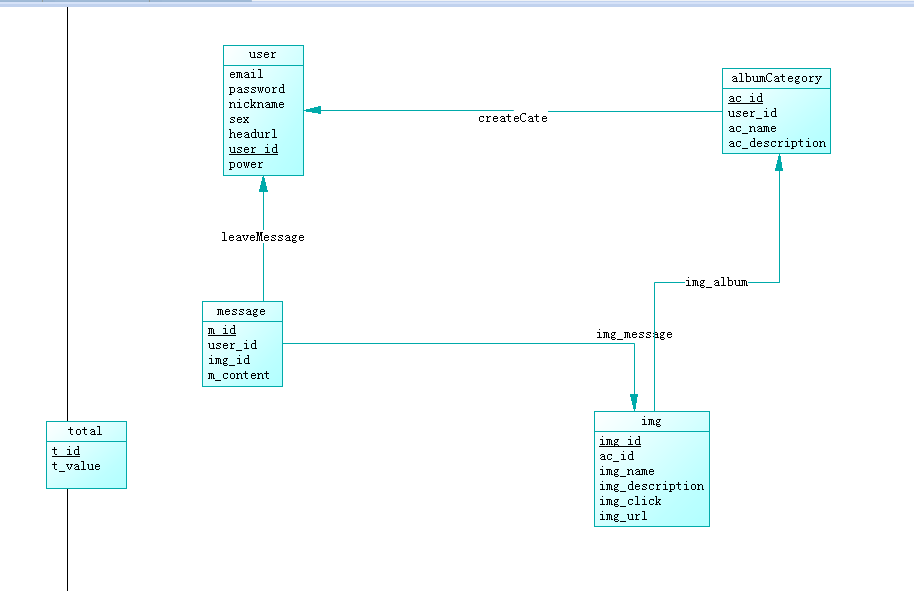 user
email
password
nickname
sex
headurl
user_id
power
albumCategory
ac_id
user_id
ac_name
ac_description
createCate
leaveMessage
img_album
message
m_id
user_id
img_id
m_content
img_message
total
t_id
t_value
img
img_id
ac_id
img_name
img_description
img_click
img_url